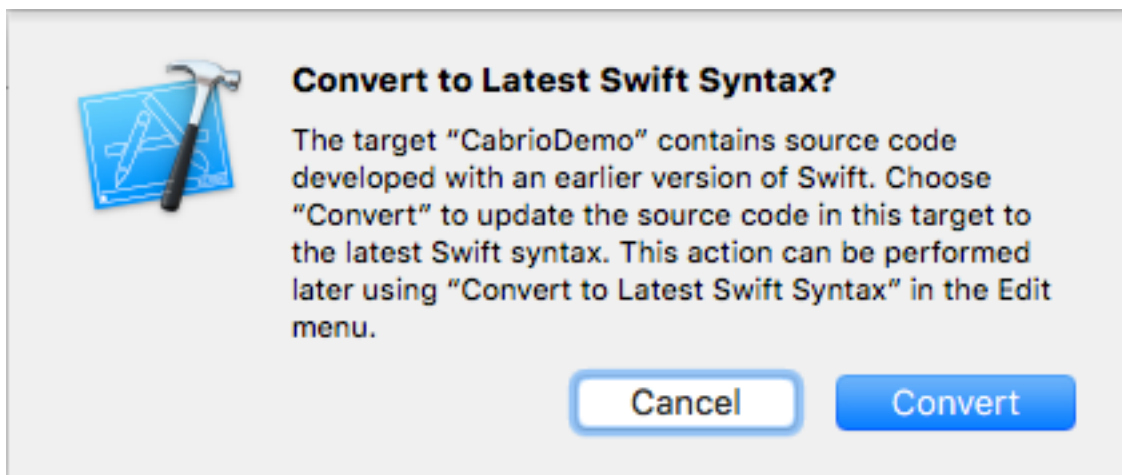 Convert to Latest Swift Syntax?
The target “CabrioDemo” contains source code
developed with an earlier version of Swift. Choose
“Convert” to update the source code in this target to
the latest Swift syntax. This action can be performed
later using “Convert to Latest Swift Syntax” in the Edit
menu.
Cancel
Convert